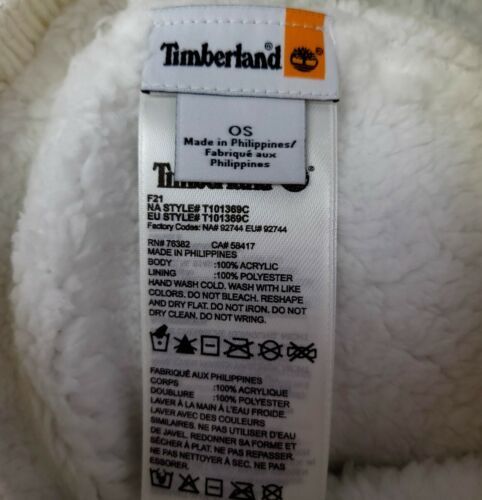 Timberland®
OS
Made in Philippines/
Fabriqué aux
Philippines
Timberland
F21
NA STYLE# T101369C
EU STYLE# T101369C
Factory Codes: NA# 92744 EU# 92744
RN# 76382 CA# 58417
MADE IN PHILIPPINES
BODY :100% ACRYLIC
LINING :100% POLYESTER
HAND WASH COLD. WASH WITH LIKE
COLORS. DO NOT BLEACH. RESHAPE
AND DRY FLAT. DO NOT IRON. DO NOT
DRY CLEAN. DO NOT WRING.
FABRIQUÉ AUX PHILIPPINES
CORPS :100% ACRYLIQUE
DOUBLURE :100% POLYESTER
LAVER À LA MAIN À L'EAU FROIDE.
LAVER AVEC DES COULEURS
SIMILAIRES. NE PAS UTILISER D'EAU
DE JAVEL. REDONNER SA FORME ET
SÉCHER À PLAT. NE PAS REPASSER.
NE PAS NETTOYER À SEC. NE PAS
ESSORER.